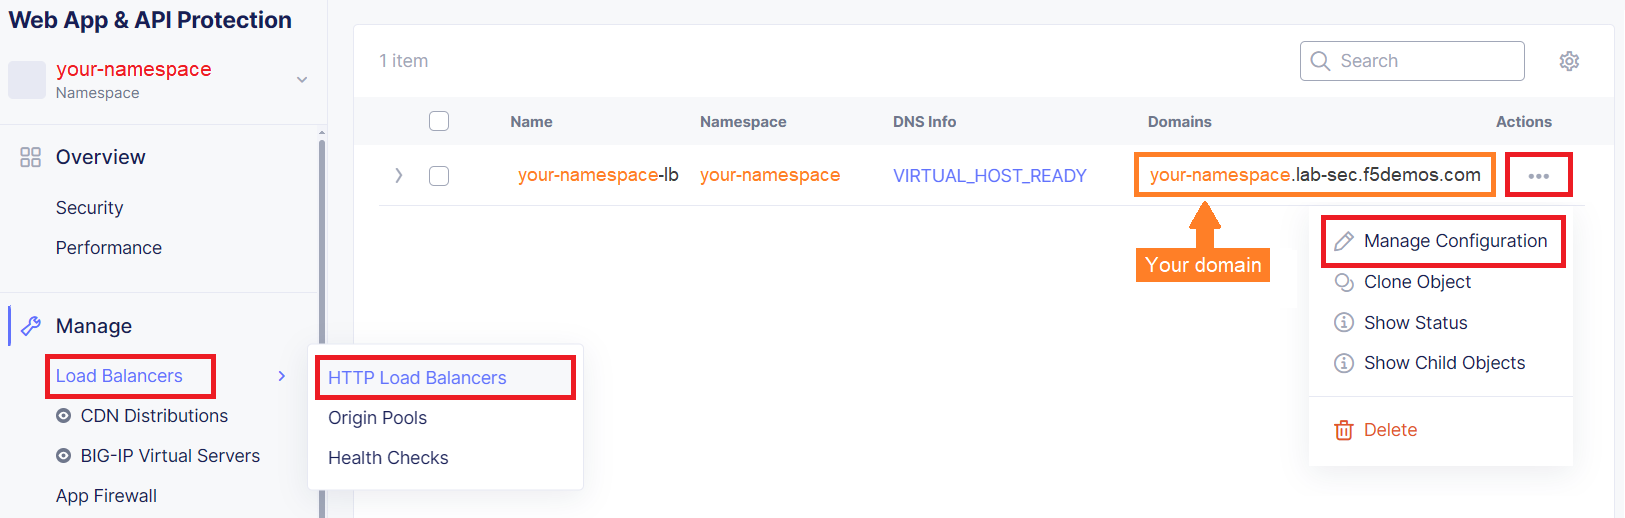 Web App & API Protection
your-namespace
Namespace
Overview
Security
Performance
Manage
Load Balancers
CDN Distributions
BIG-IP Virtual Servers
App Firewall
HTTP Load Balancers
Origin Pools
Health Checks
1 item
Search
Name Namespace DNS Info Domains Actions
your-namespace-lb your-namespace VIRTUAL_HOST_READY your-namespace.lab-sec.f5demos.com
Your domain
Manage Configuration
Clone Object
Show Status
Show Child Objects
Delete